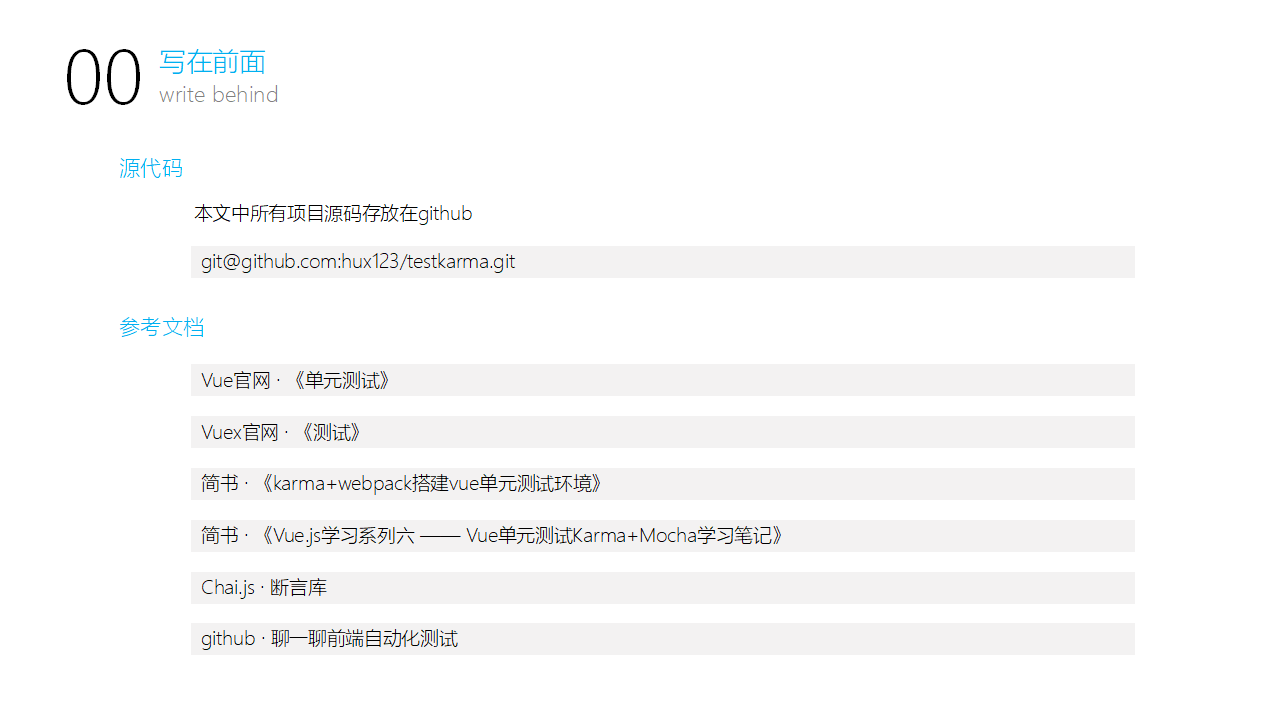 00
写在前面
write behind
源代码
本文中所有项目源码存放在github
git@github.com:hux123/testkarma.git
参考文档
Vue官网 · 《单元测试》
Vuex官网 · 《测试》
简书 · 《karma+webpack搭建vue单元测试环境》
简书 · 《Vue.js学习系列六 —— Vue单元测试Karma+Mocha学习笔记》
Chai.js · 断言库
github · 聊一聊前端自动化测试